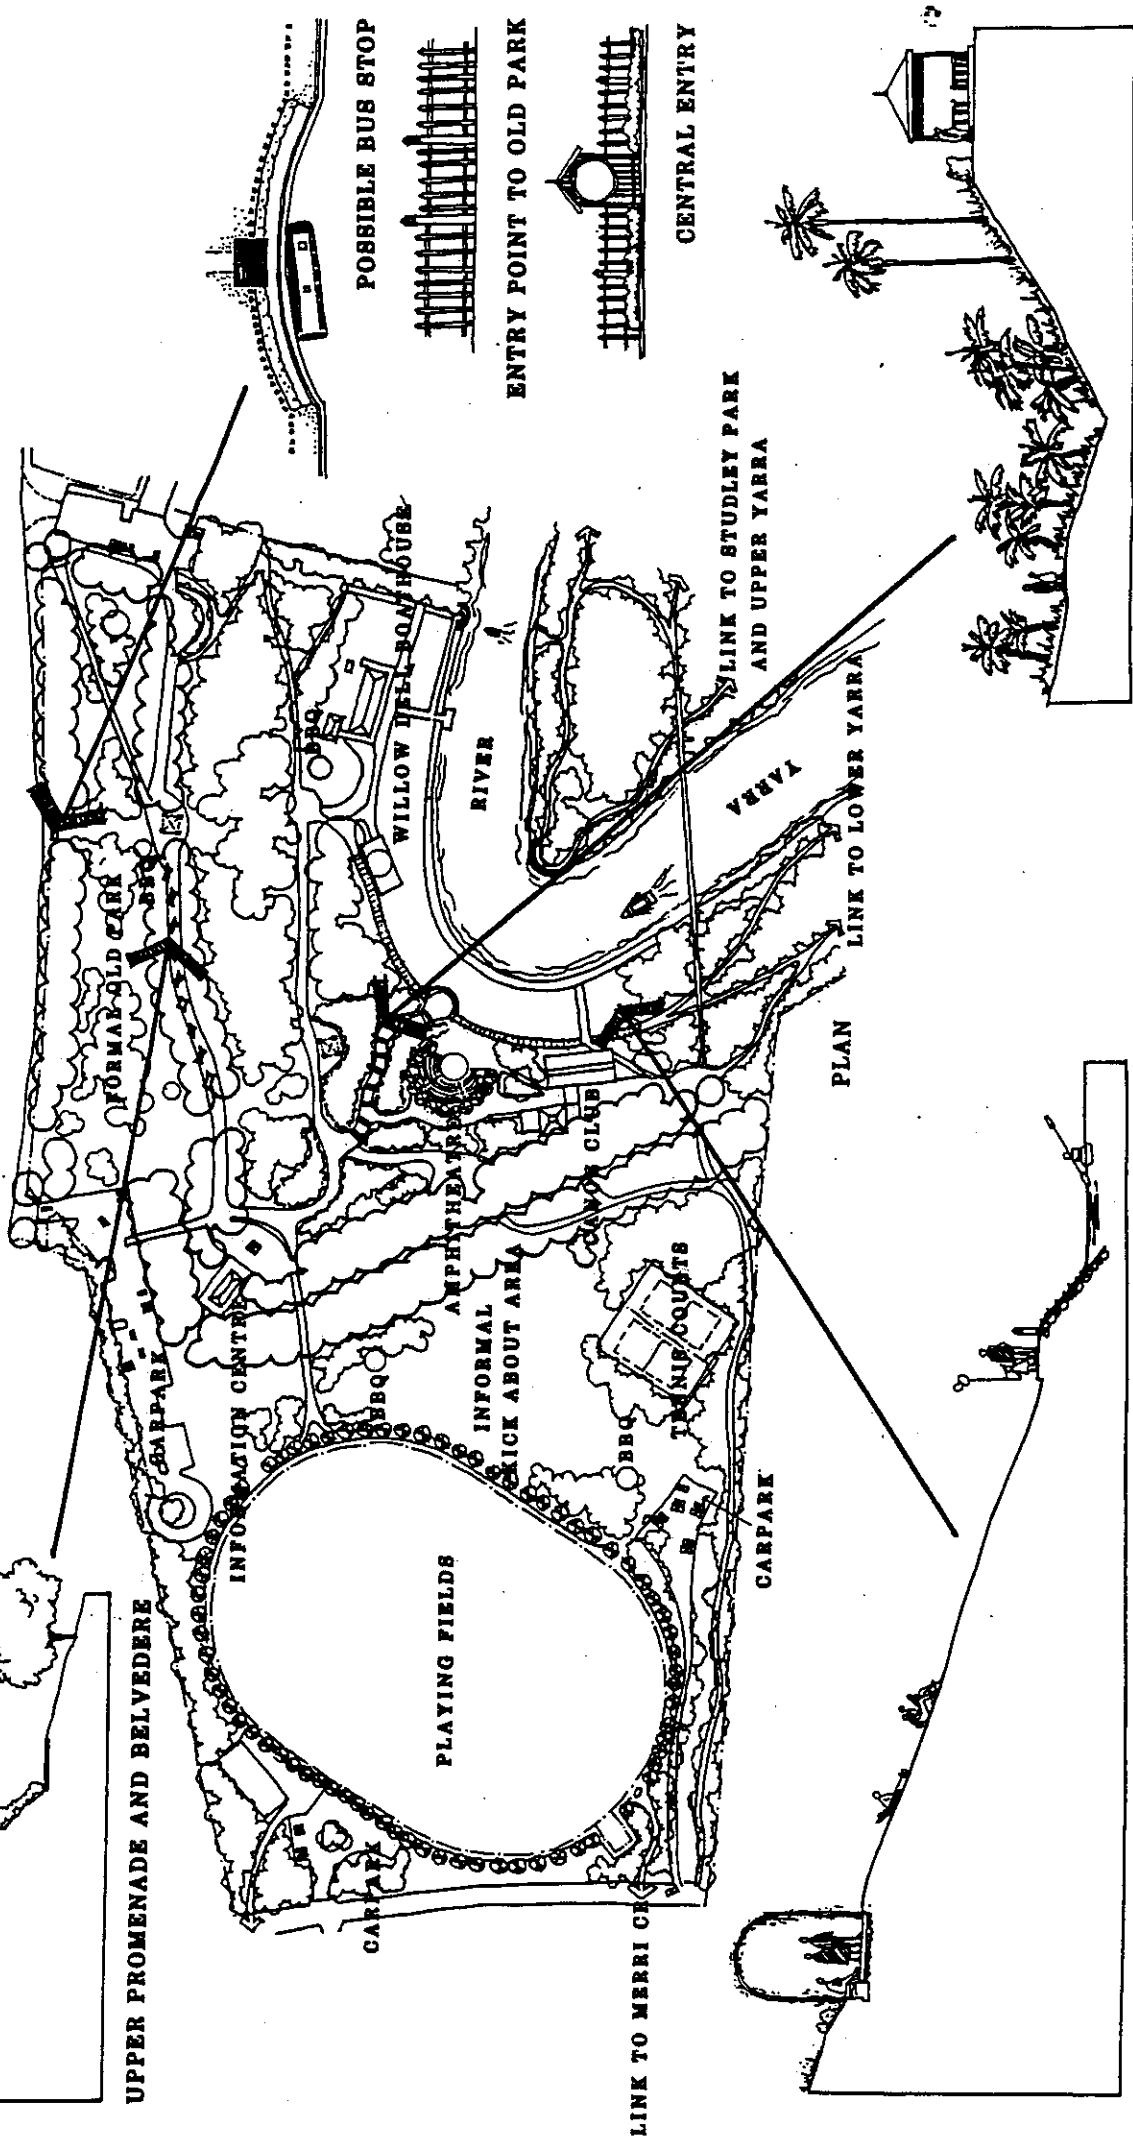 UPPER PROMENADE AND BELVEDERE
POSSIBLE BUS STOP
ENTRY POINT TO OLD PARK
CENTRAL ENTRY
FORMAL OLD PARK
BBQ
CARPARK
INFORMATION CENTRE
WILLOW DELL BOATHOUSE
BBQ
RIVER
YARRA
LINK TO STUDLEY PARK
AND UPPER YARRA
LINK TO LOWER YARRA
AMPHITHEATRE
CANOE CLUB
INFORMAL
KICK ABOUT AREA
BBQ
BBQ
TENNIS COURTS
PLAYING FIELDS
CARPARK
CARPARK
LINK TO MERRI CR
PLAN